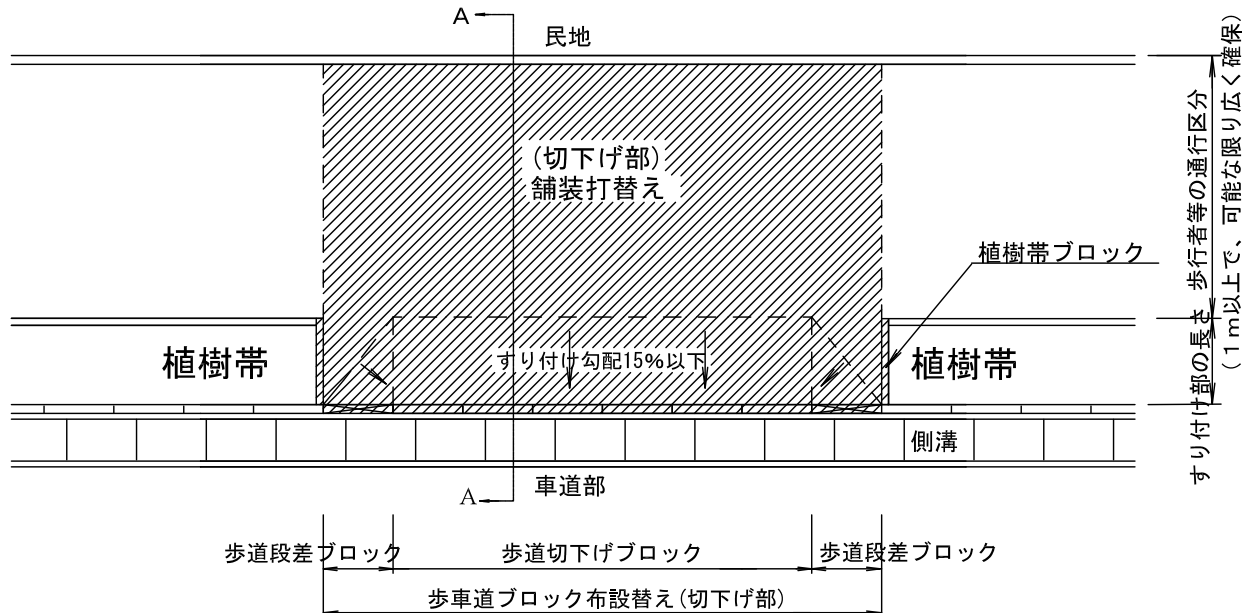 A
民地
(切下げ部)
舗装打替え
植樹帯ブロック
歩行者等の通行区分
(1m以上で、可能な限り広く確保)
すり付け部の長さ
植樹帯
すり付け勾配15%以下
植樹帯
側溝
A
車道部
歩道段差ブロック
歩道切下げブロック
歩道段差ブロック
歩車道ブロック布設替え(切下げ部)